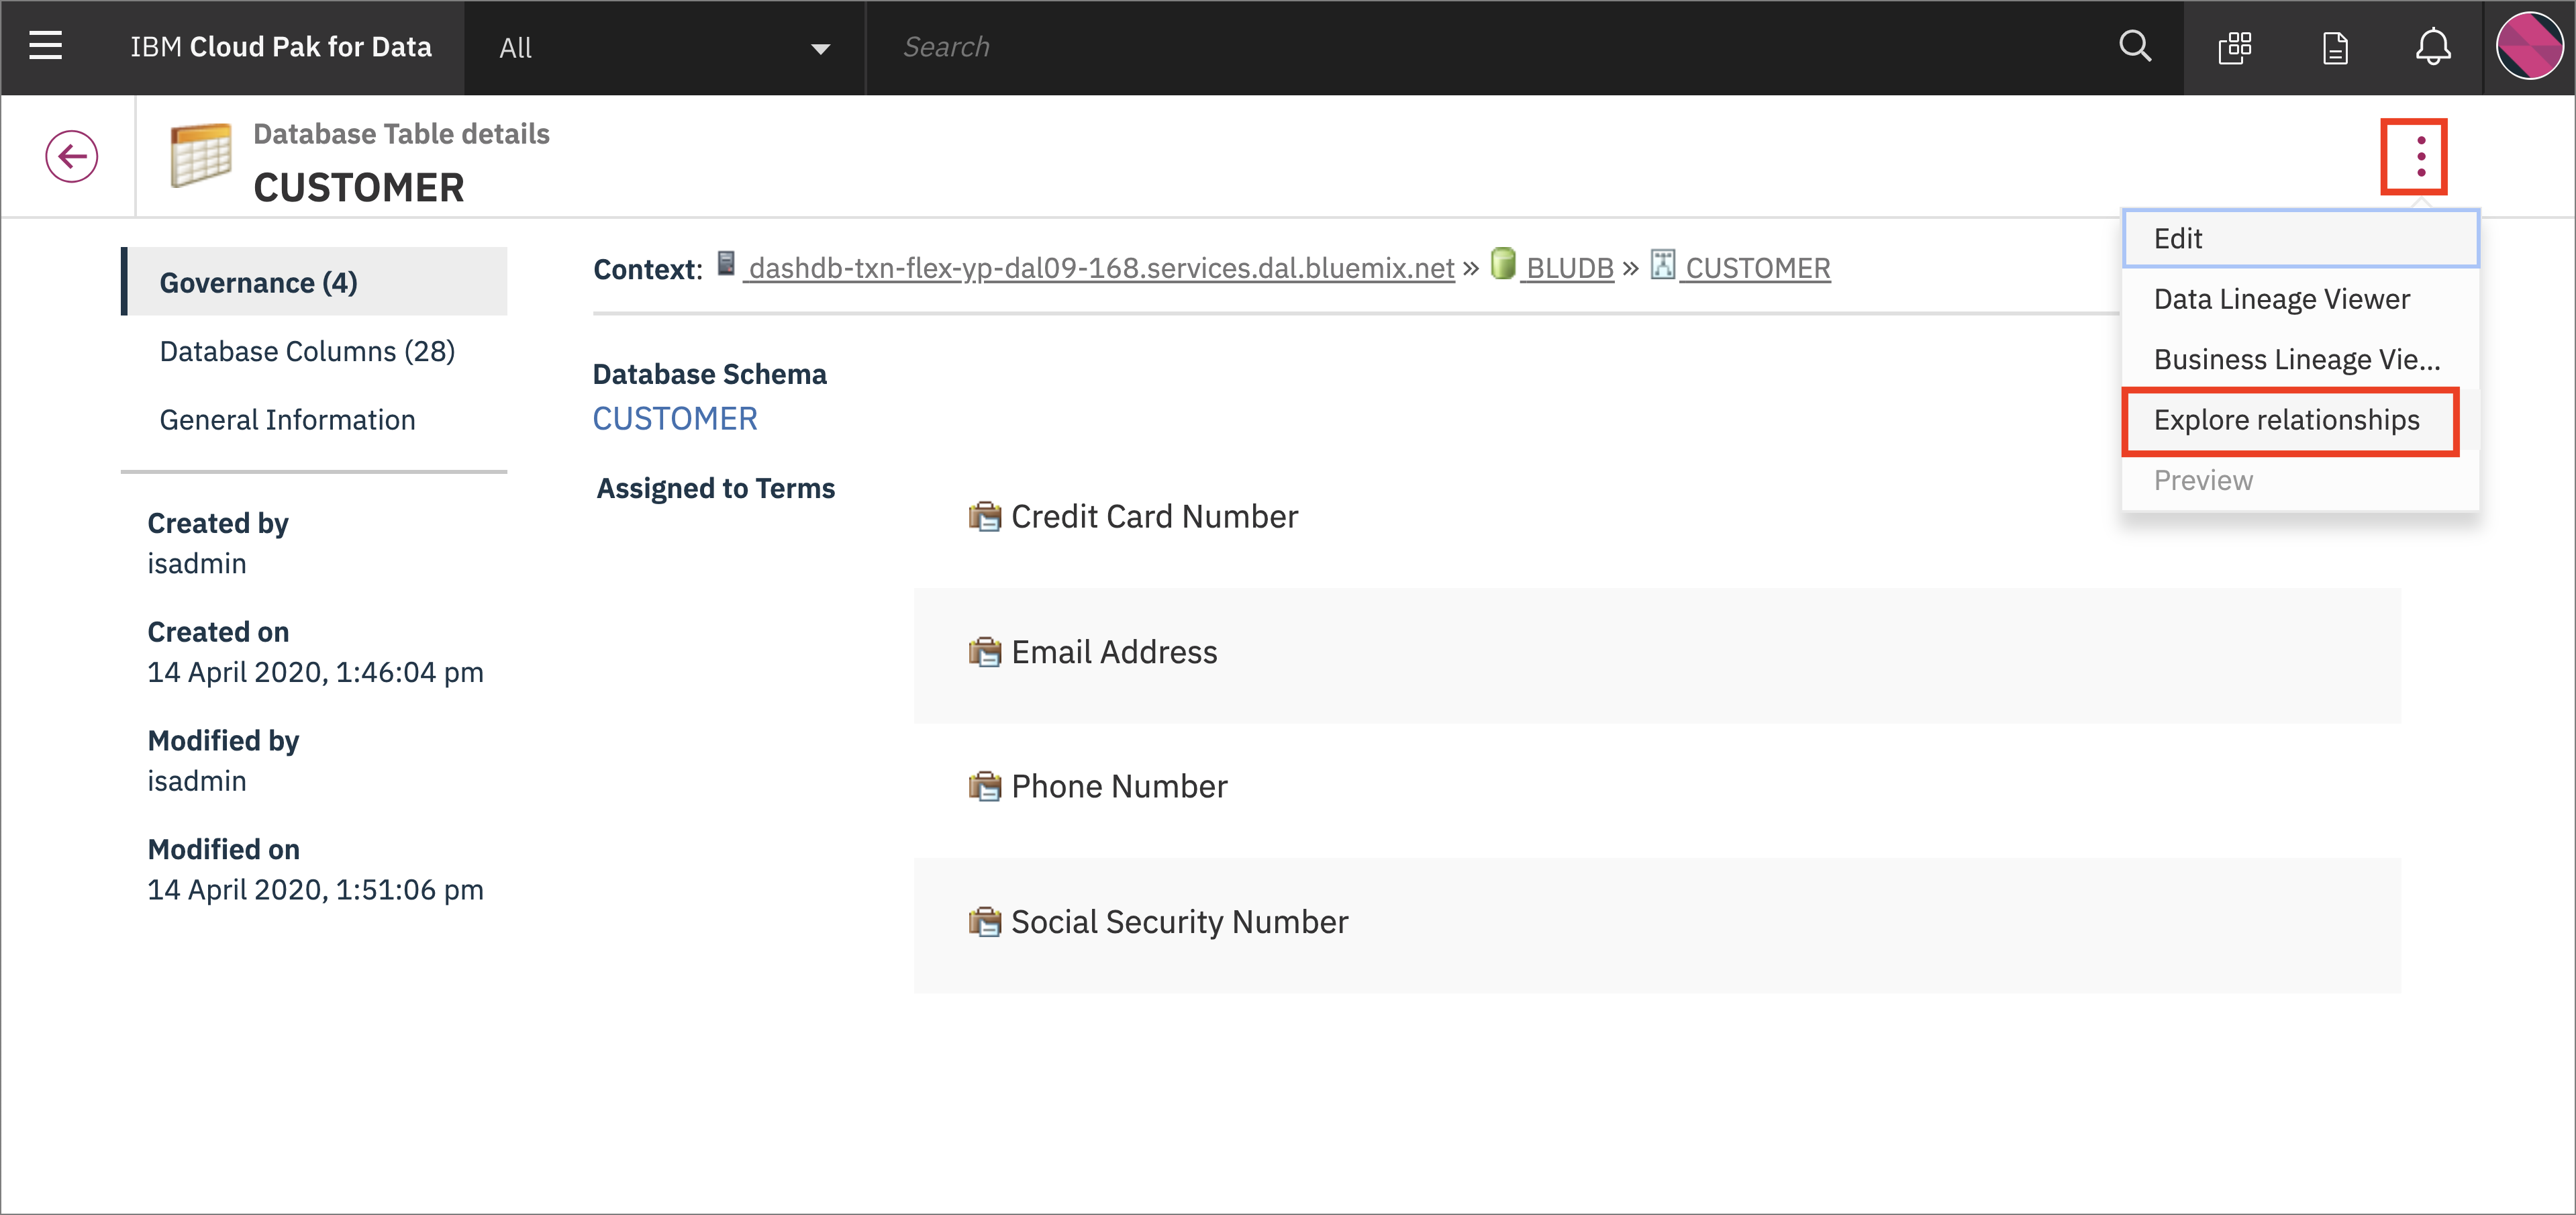 IBM Cloud Pak for Data
All
Search
Database Table details
CUSTOMER
Edit
Data Lineage Viewer
Business Lineage Vie...
Explore relationships
Preview
Governance (4)
Database Columns (28)
General Information
Created by
isadmin
Created on
14 April 2020, 1:46:04 pm
Modified by
isadmin
Modified on
14 April 2020, 1:51:06 pm
Context: dashdb-txn-flex-yp-dal09-168.services.dal.bluemix.net » BLUDB » CUSTOMER
Database Schema
CUSTOMER
Assigned to Terms
Credit Card Number
Email Address
Phone Number
Social Security Number